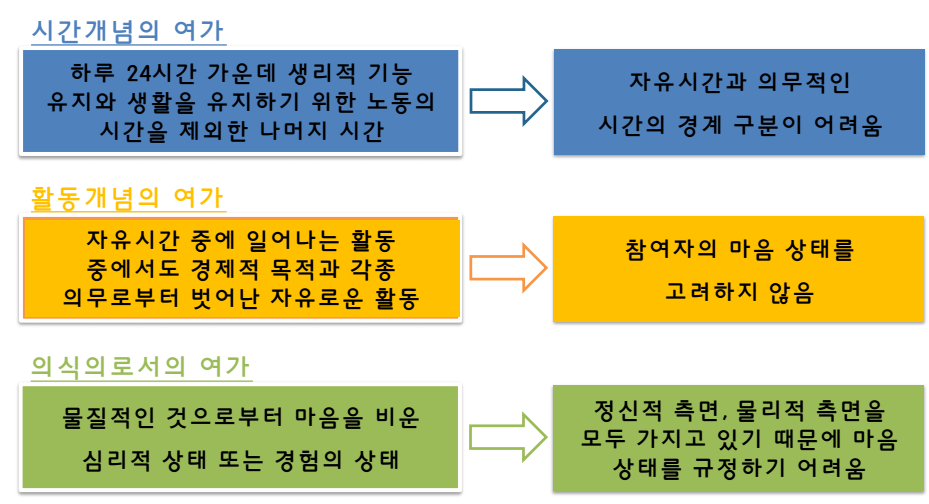 시간개념의 여가
하루 24시간 가운데 생리적 기능
유지와 생활을 유지하기 위한 노동의
시간을 제외한 나머지 시간
자유시간과 의무적인
시간의 경계 구분이 어려움
활동개념의 여가
자유시간 중에 일어나는 활동
중에서도 경제적 목적과 각종
의무로부터 벗어난 자유로운 활동
참여자의 마음 상태를
고려하지 않음
의식의로서의 여가
물질적인 것으로부터 마음을 비운
심리적 상태 또는 경험의 상태
정신적 측면, 물리적 측면을
모두 가지고 있기 때문에 마음
상태를 규정하기 어려움